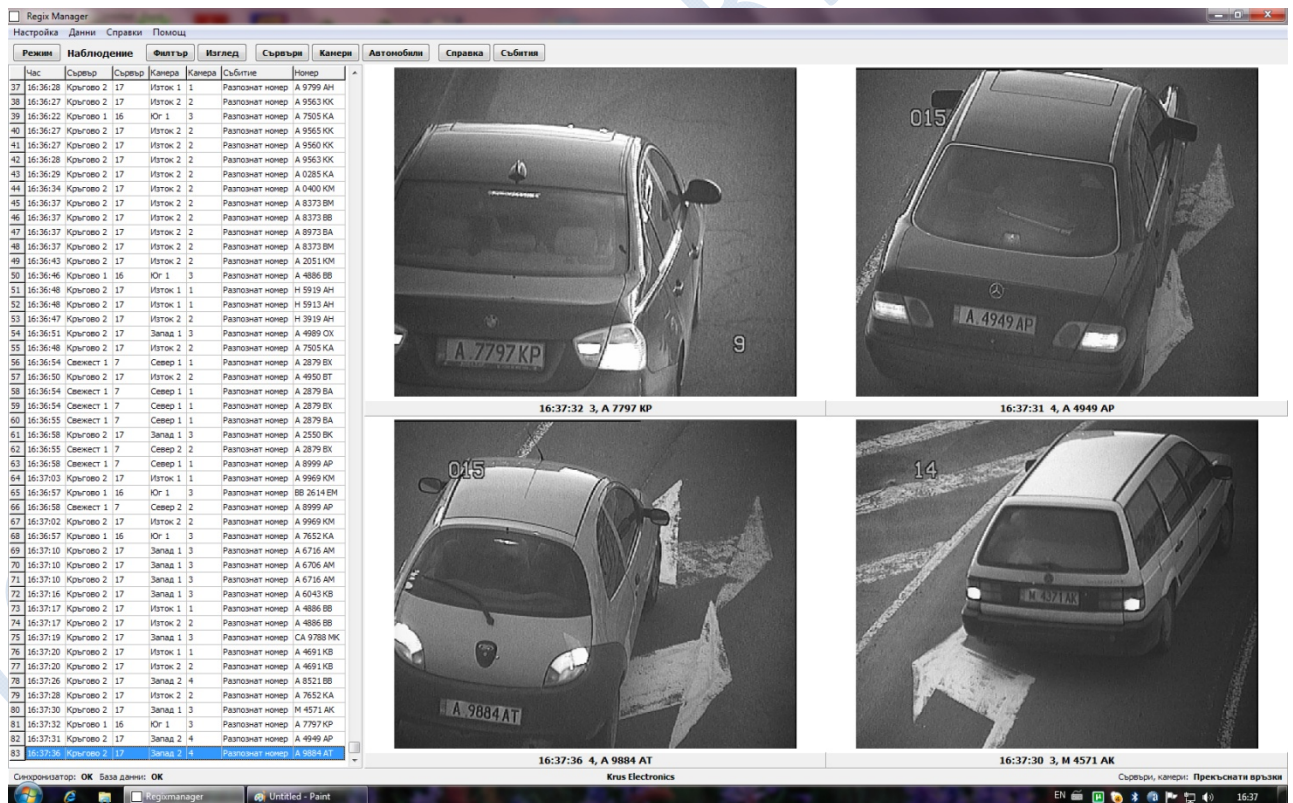 Regix Manager
Настройка Данни Справки Помощ
Режим Наблюдение Филтър Изглед Сървъри Камери Автомобили Справка Събития
Час Сървър Сървър Камера Камера Събитие Номер
37 16:36:28 Кръгово 2 17 Изток 1 1 Разпознат номер A 9799 AH
38 16:36:27 Кръгово 2 17 Изток 2 2 Разпознат номер A 9563 KK
39 16:36:22 Кръгово 1 16 Юг 1 3 Разпознат номер A 7505 KA
40 16:36:27 Кръгово 2 17 Изток 2 2 Разпознат номер A 9565 KK
41 16:36:27 Кръгово 2 17 Изток 2 2 Разпознат номер A 9560 KK
42 16:36:28 Кръгово 2 17 Изток 2 2 Разпознат номер A 9563 KK
43 16:36:29 Кръгово 2 17 Изток 2 2 Разпознат номер A 0285 KA
44 16:36:34 Кръгово 2 17 Изток 2 2 Разпознат номер A 0400 KM
45 16:36:37 Кръгово 2 17 Изток 2 2 Разпознат номер A 8373 BM
46 16:36:37 Кръгово 2 17 Изток 2 2 Разпознат номер A 8373 BB
47 16:36:37 Кръгово 2 17 Изток 2 2 Разпознат номер A 8973 BA
48 16:36:37 Кръгово 2 17 Изток 2 2 Разпознат номер A 8373 BM
49 16:36:43 Кръгово 2 17 Изток 2 2 Разпознат номер A 2051 KM
50 16:36:46 Кръгово 1 16 Юг 1 3 Разпознат номер A 4886 BB
51 16:36:48 Кръгово 2 17 Изток 1 1 Разпознат номер H 5919 AH
52 16:36:48 Кръгово 2 17 Изток 1 1 Разпознат номер H 5913 AH
53 16:36:47 Кръгово 2 17 Изток 2 2 Разпознат номер H 3919 AH
54 16:36:51 Кръгово 2 17 Запад 1 3 Разпознат номер A 4989 OX
55 16:36:48 Кръгово 2 17 Изток 2 2 Разпознат номер A 7505 KA
56 16:36:54 Свежест 1 7 Север 1 1 Разпознат номер A 2879 BX
57 16:36:50 Кръгово 2 17 Изток 2 2 Разпознат номер A 4950 BT
58 16:36:54 Свежест 1 7 Север 1 1 Разпознат номер A 2879 BA
59 16:36:54 Свежест 1 7 Север 1 1 Разпознат номер A 2879 BX
60 16:36:55 Свежест 1 7 Север 1 1 Разпознат номер A 2879 BA
61 16:36:58 Кръгово 2 17 Запад 1 3 Разпознат номер A 2550 BK
62 16:36:55 Свежест 1 7 Север 2 2 Разпознат номер A 2879 BX
63 16:36:58 Свежест 1 7 Север 1 1 Разпознат номер A 8999 AP
64 16:37:03 Кръгово 2 17 Изток 1 1 Разпознат номер A 9969 KM
65 16:36:57 Кръгово 1 16 Юг 1 3 Разпознат номер BB 2614 EM
66 16:36:58 Свежест 1 7 Север 2 2 Разпознат номер A 8999 AP
67 16:37:02 Кръгово 2 17 Изток 2 2 Разпознат номер A 9969 KM
68 16:36:57 Кръгово 1 16 Юг 1 3 Разпознат номер A 7652 KA
69 16:37:10 Кръгово 2 17 Запад 1 3 Разпознат номер A 6716 AM
70 16:37:10 Кръгово 2 17 Запад 1 3 Разпознат номер A 6706 AM
71 16:37:10 Кръгово 2 17 Запад 1 3 Разпознат номер A 6716 AM
72 16:37:16 Кръгово 2 17 Запад 1 3 Разпознат номер A 6043 KB
73 16:37:17 Кръгово 2 17 Изток 1 1 Разпознат номер A 4886 BB
74 16:37:17 Кръгово 2 17 Изток 2 2 Разпознат номер A 4886 BB
75 16:37:19 Кръгово 2 17 Запад 1 3 Разпознат номер CA 9788 MK
76 16:37:20 Кръгово 2 17 Изток 1 1 Разпознат номер A 4691 KB
77 16:37:20 Кръгово 2 17 Изток 2 2 Разпознат номер A 4691 KB
78 16:37:26 Кръгово 2 17 Запад 2 4 Разпознат номер A 8521 BB
79 16:37:28 Кръгово 2 17 Изток 2 2 Разпознат номер A 7652 KA
80 16:37:30 Кръгово 2 17 Запад 1 3 Разпознат номер M 4571 AK
81 16:37:32 Кръгово 1 16 Юг 1 3 Разпознат номер A 7797 KP
82 16:37:31 Кръгово 2 17 Запад 2 4 Разпознат номер A 4949 AP
83 16:37:36 Кръгово 2 17 Запад 2 4 Разпознат номер A 9884 AT
9
A 7797 KP
16:37:32 3, A 7797 KP
015
A 4949 AP
16:37:31 4, A 4949 AP
015
A 9884 AT
16:37:36 4, A 9884 AT
14
M 4371 AK
16:37:30 3, M 4571 AK
Синхронизатор: OK База данни: OK
Krus Electronics
Сървъри, камери: Прекъснати връзки
Regixmanager
Untitled - Paint
EN 16:37